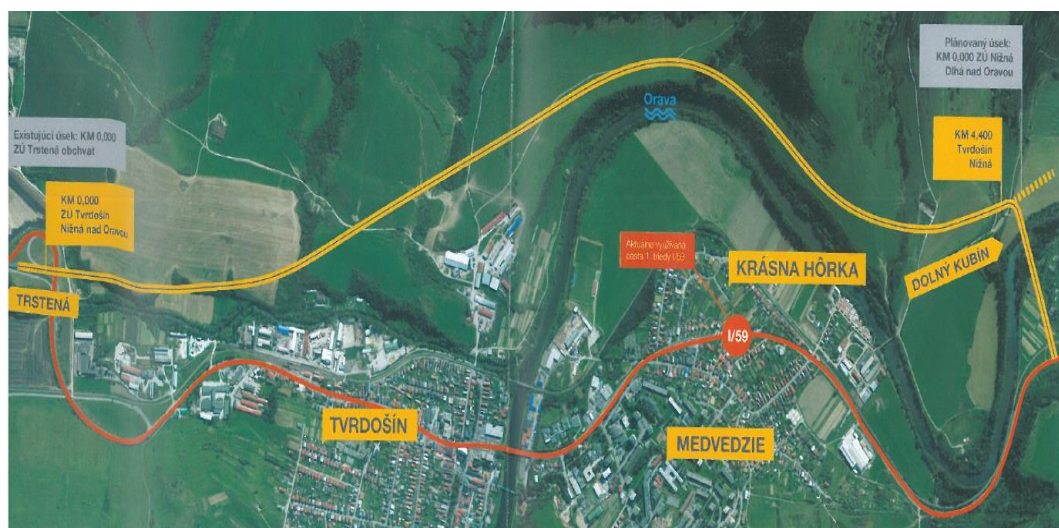 Plánovaný úsek:
KM 0,000 ZÚ Nižná
Dlhá nad Oravou
Existujúci úsek: KM 0,000
ZÚ Trstená obchvat
KM 0,000
ZÚ Tvrdošín
Nižná nad Oravou
Orava
KM 4,400
Tvrdošín
Nižná
Aktuálne využívaná
cesta 1. triedy I/59
KRÁSNA HÔRKA
DOLNÝ KUBÍN
TRSTENÁ
I/59
TVRDOŠÍN
MEDVEDZIE